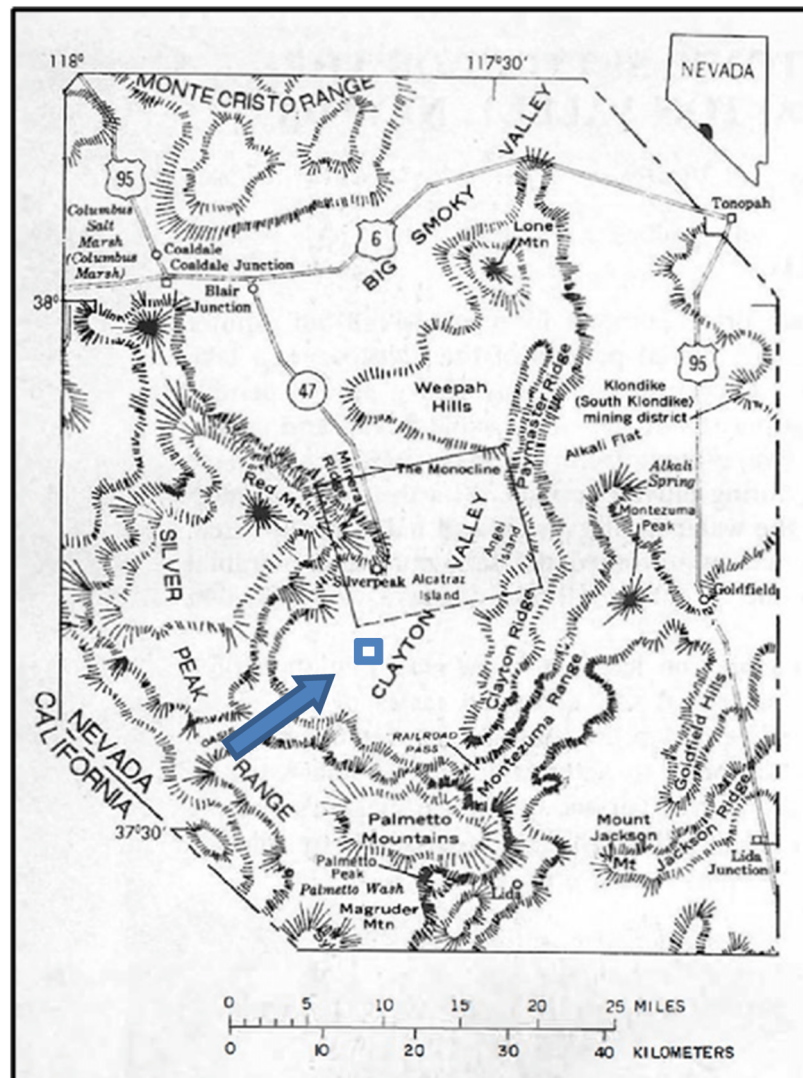 118°
117°30'
NEVADA
MONTE CRISTO RANGE
VALLEY
95
Tonopah
Columbus
Salt
Marsh
(Columbus
Marsh)
SMOKY
6
Lone
Mtn
Coaldale
Coaldale Junction
BIG
38°
Blair
Junction
95
47
Weepah
Hills
Paymaster Ridge
Klondike
(South Klondike)
mining district
Alkali Flat
The Monocline
Mineral
Ridge
Red Mtn
Alkali
Spring
Montezuma
Peak
VALLEY
Angel
Island
SILVER
Silverpeak
Alcatraz
Island
Goldfield
CLAYTON
Clayton Ridge
PEAK
Montezuma Range
RAILROAD
PASS
Goldfield Hills
NEVADA
CALIFORNIA
RANGE
37°30'
Palmetto
Mountains
Mount
Jackson
Mt
Jackson Ridge
Lida
Junction
Palmetto
Peak
Palmetto Wash
Lida
Magruder
Mtn
0 5 10 15 20 25 MILES
0 10 20 30 40 KILOMETERS